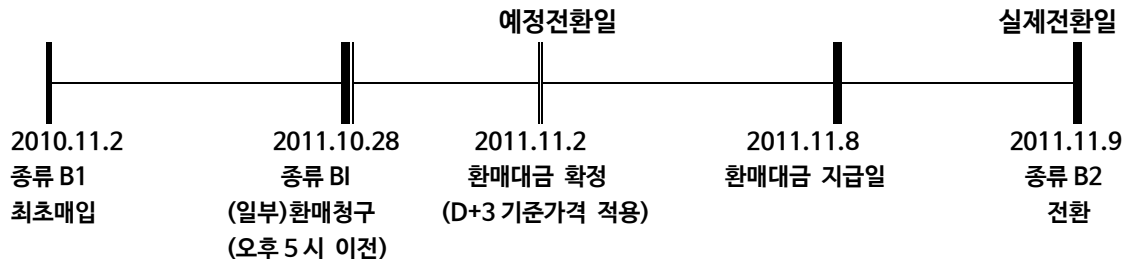 예정전환일 실제전환일
2010.11.2 2011.10.28 2011.11.2 2011.11.8 2011.11.9
종류 B1 종류 BI 환매대금 확정 환매대금 지급일 종류 B2
최초매입 (일부)환매청구 (D+3 기준가격 적용) 전환
(오후 5 시 이전)